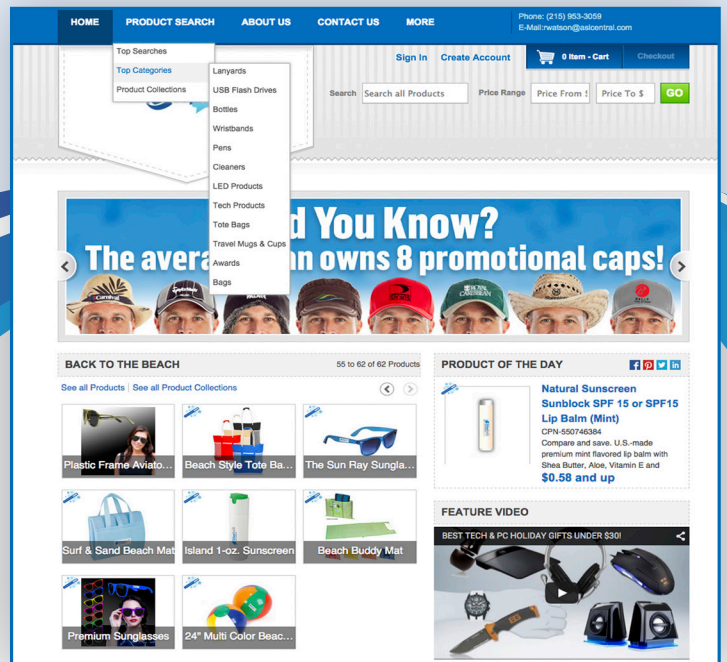 HOME PRODUCT SEARCH ABOUT US CONTACT US MORE
Phone: (215) 953-3059
E-Mail:rwatson@asicentral.com
Top Searches
Top Categories
Product Collections
Lanyards
USB Flash Drives
Bottles
Wristbands
Pens
Cleaners
LED Products
Tech Products
Tote Bags
Travel Mugs & Cups
Awards
Bags
Sign In Create Account 0 Item - Cart Checkout
Search Search all Products Price Range Price From Price To $ GO
d You Know?
The avera an owns 8 promotional caps!
Carnival
ROYAL
CARIBBEAN
BACK TO THE BEACH 55 to 62 of 62 Products
See all Products | See all Product Collections
Plastic Frame Aviato... Beach Style Tote Ba... The Sun Ray Sungla...
Surf & Sand Beach Mat Island 1-oz. Sunscreen Beach Buddy Mat
Premium Sunglasses 24" Multi Color Beac...
PRODUCT OF THE DAY
Natural Sunscreen
Sunblock SPF 15 or SPF15
Lip Balm (Mint)
CPN-550746384
Compare and save. U.S.-made
premium mint flavored lip balm with
Shea Butter, Aloe, Vitamin E and
$0.58 and up
FEATURE VIDEO
BEST TECH & PC HOLIDAY GIFTS UNDER $30!